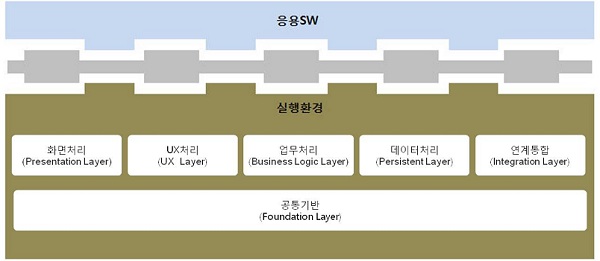 응용SW
실행환경
화면처리
(Presentation Layer)
UX처리
(UX Layer)
업무처리
(Business Logic Layer)
데이터처리
(Persistent Layer)
연계통합
(Integration Layer)
공통기반
(Foundation Layer)